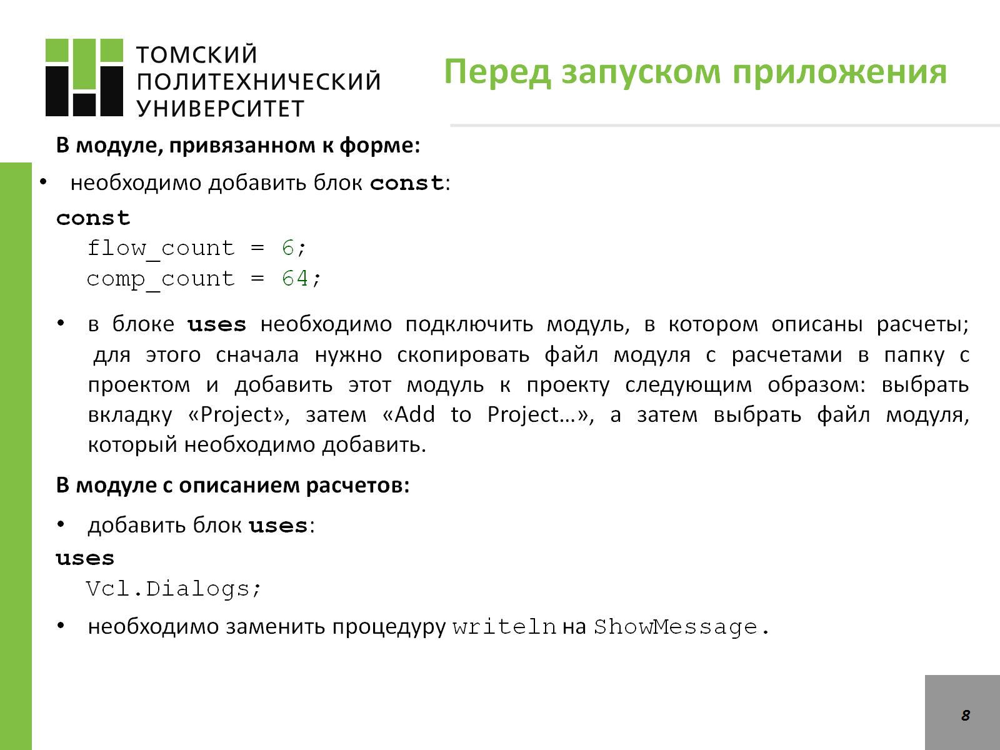 ТОМСКИЙ
ПОЛИТЕХНИЧЕСКИЙ
УНИВЕРСИТЕТ
Перед запуском приложения
В модуле, привязанном к форме:
• необходимо добавить блок const:
const
flow_count = 6;
comp_count = 64;
• в блоке uses необходимо подключить модуль, в котором описаны расчеты;
для этого сначала нужно скопировать файл модуля с расчетами в папку с
проектом и добавить этот модуль к проекту следующим образом: выбрать
вкладку «Project», затем «Add to Project…», а затем выбрать файл модуля,
который необходимо добавить.
В модуле с описанием расчетов:
• добавить блок uses:
uses
Vcl.Dialogs;
• необходимо заменить процедуру writeln на ShowMessage.
8